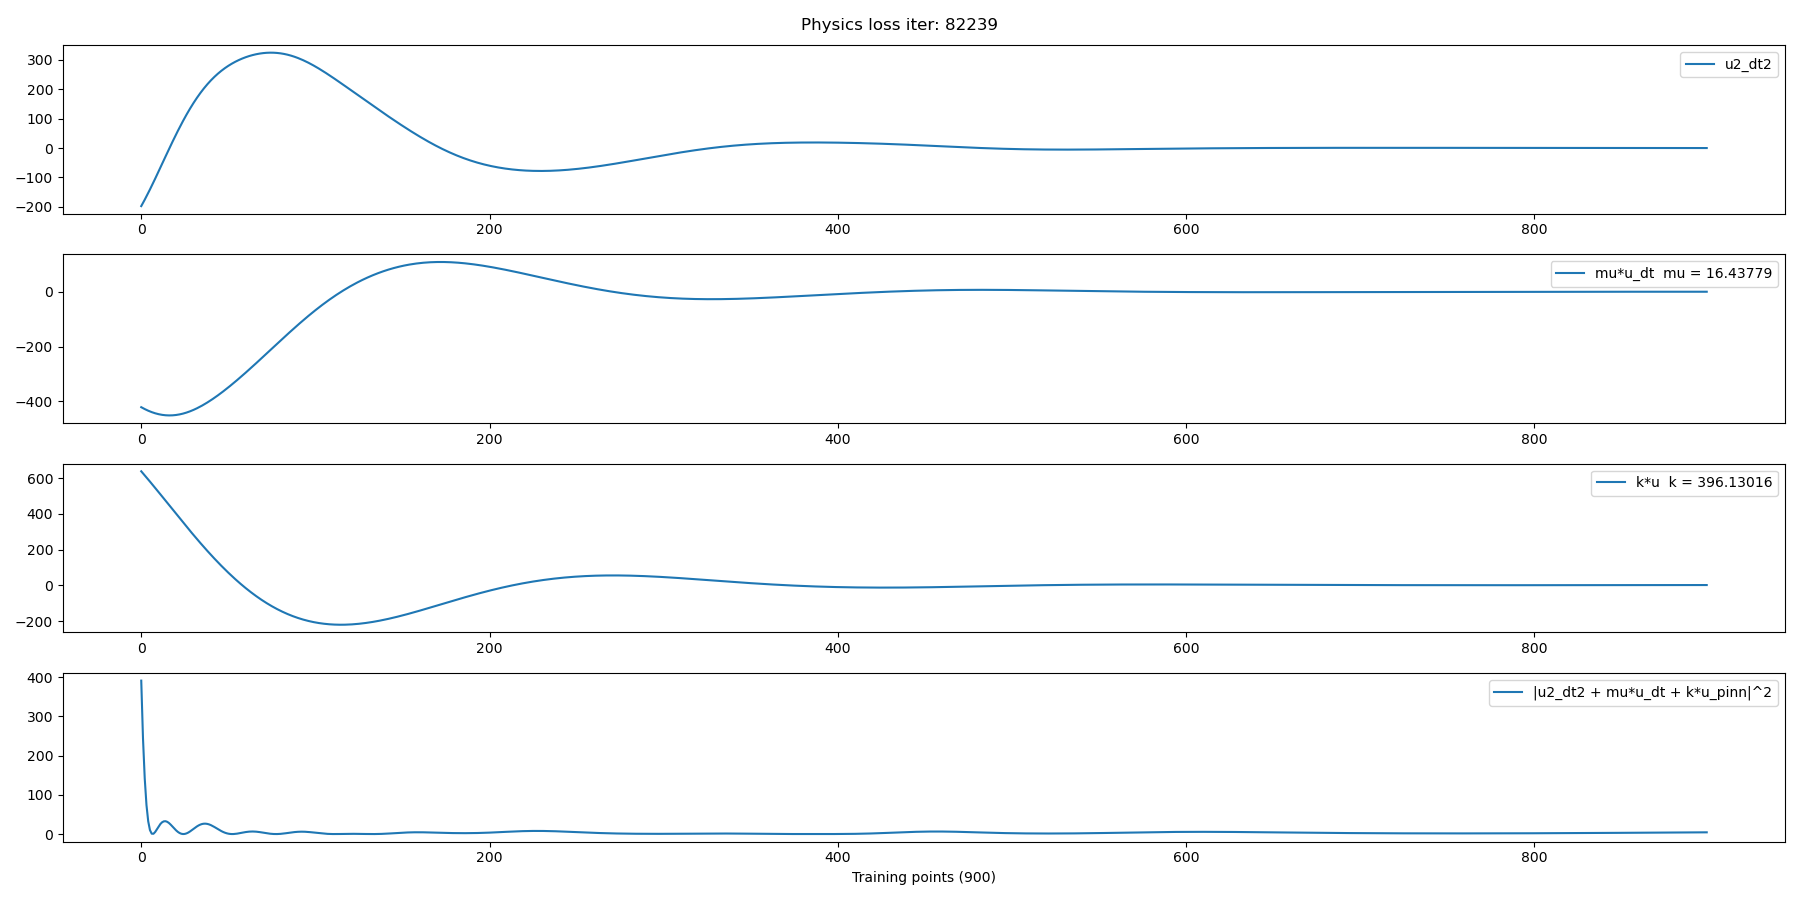 Physics loss iter: 82239
300
200
100
0
−100
−200
u2_dt2
0 200 400 600 800
0
−200
−400
mu*u_dt mu = 16.43779
0 200 400 600 800
600
400
200
0
−200
k*u k = 396.13016
0 200 400 600 800
400
300
200
100
0
|u2_dt2 + mu*u_dt + k*u_pinn|^2
0 200 400 600 800
Training points (900)